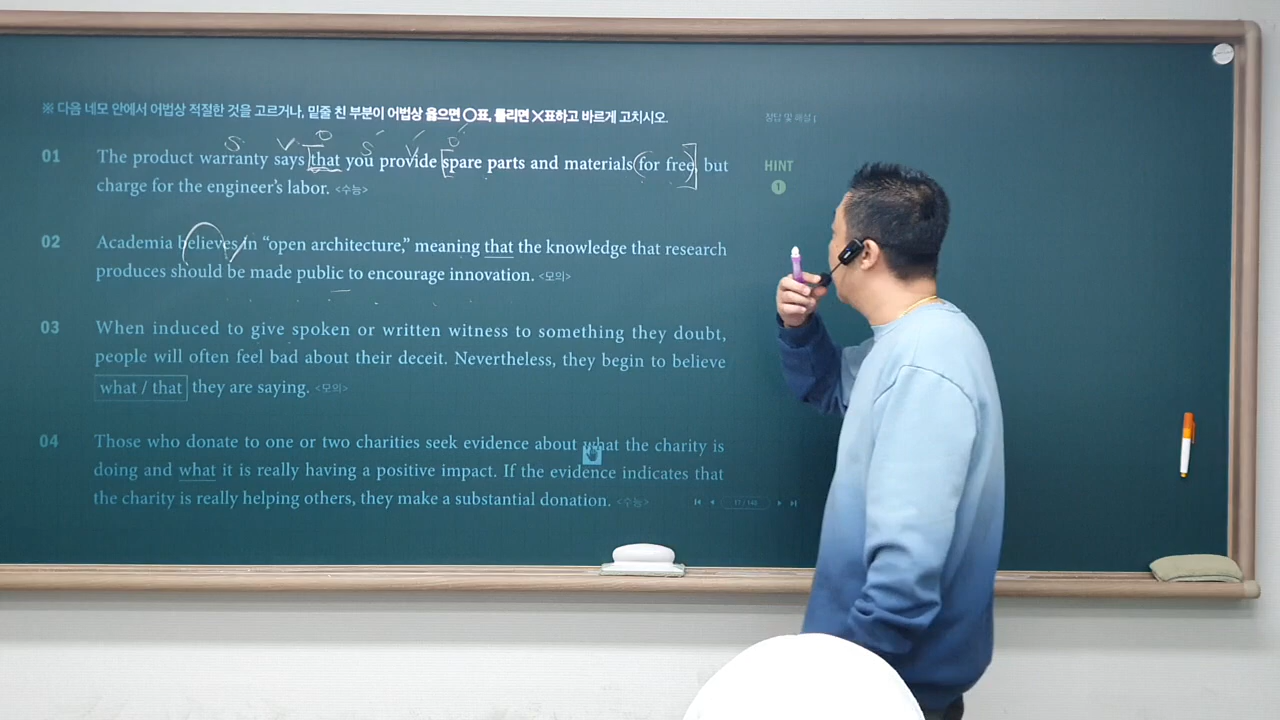 ※ 다음 네모 안에서 어법상 적절한 것을 고르거나, 밑줄 친 부분이 어법상 옳으면 ○표, 틀리면 ✕표하고 바르게 고치시오.
정답 및 해설
S V O S V O
01 The product warranty says that you provide spare parts and materials for free, but
charge for the engineer's labor. <수능>
HINT
1
02 Academia believes in “open architecture,” meaning that the knowledge that research
produces should be made public to encourage innovation. <모의>
03 When induced to give spoken or written witness to something they doubt,
people will often feel bad about their deceit. Nevertheless, they begin to believe
what / that they are saying. <모의>
04 Those who donate to one or two charities seek evidence about what the charity is
doing and what it is really having a positive impact. If the evidence indicates that
the charity is really helping others, they make a substantial donation. <수능>